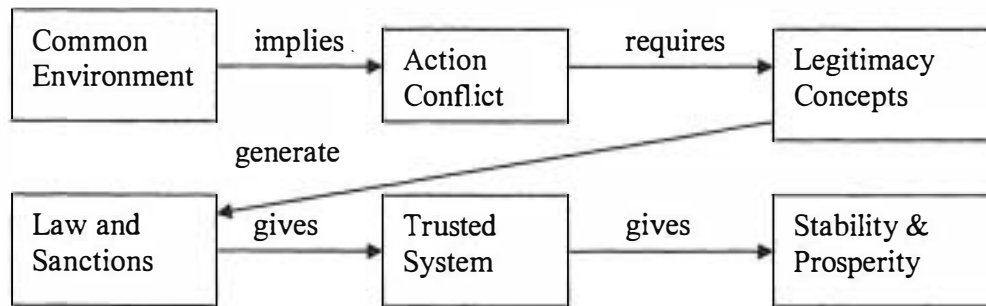 Common
Environment
implies
Action
Conflict
requires
Legitimacy
Concepts
generate
Law and
Sanctions
gives
Trusted
System
gives
Stability &
Prosperity